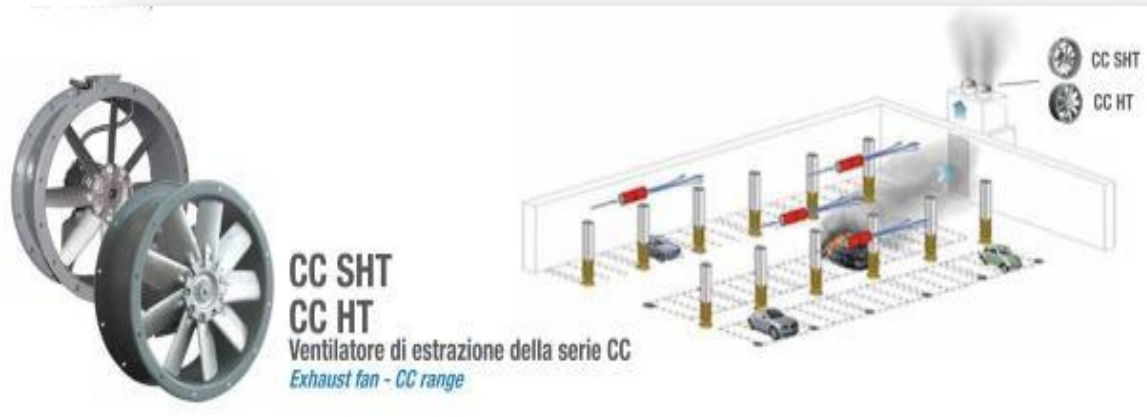 CC SHT
CC HT
CC SHT
CC HT
Ventilatore di estrazione della serie CC
Exhaust fan - CC range